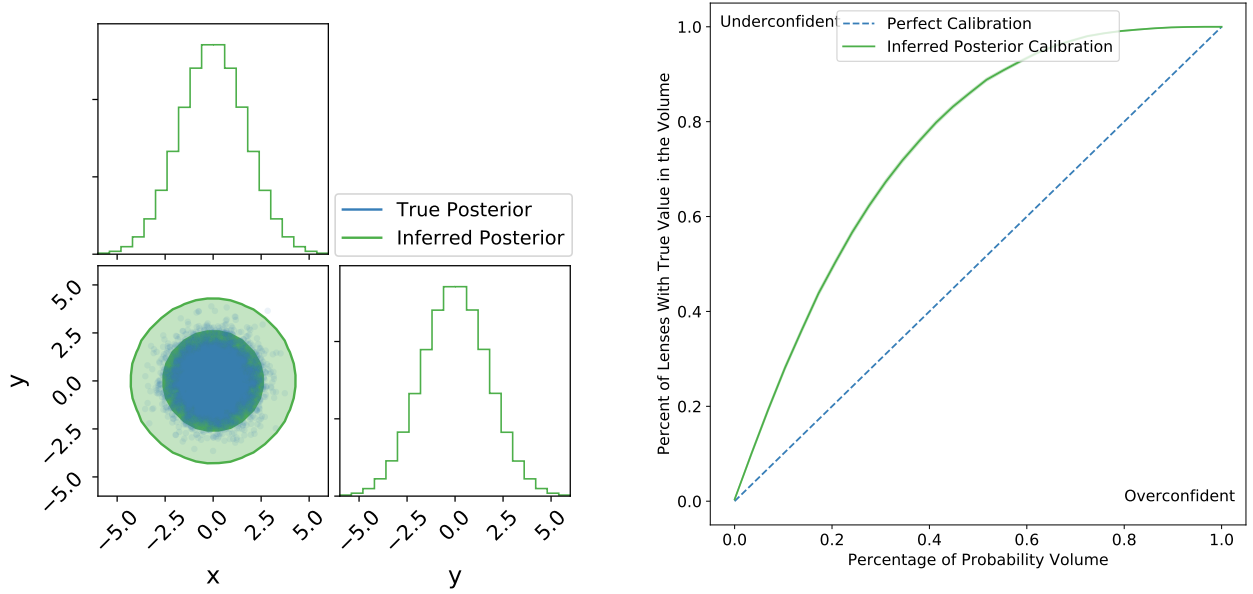 True Posterior
Inferred Posterior
y
5.0
2.5
0.0
−2.5
−5.0
−5.0
−2.5
0.0
2.5
5.0
x
−5.0
−2.5
0.0
2.5
5.0
y
Underconfident
Perfect Calibration
Inferred Posterior Calibration
Percent of Lenses With True Value in the Volume
1.0
0.8
0.6
0.4
0.2
0.0
Overconfident
0.0
0.2
0.4
0.6
0.8
1.0
Percentage of Probability Volume